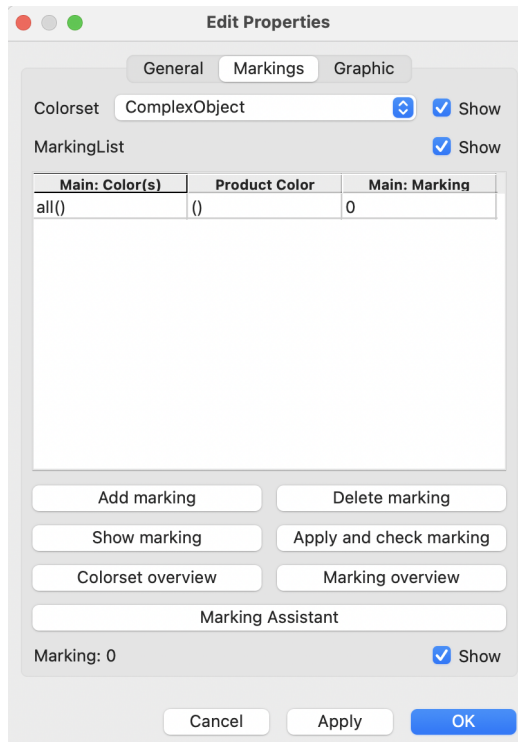 Edit Properties
General Markings Graphic
Colorset ComplexObject Show
MarkingList Show
Main: Color(s) Product Color Main: Marking
all() () 0
Add marking Delete marking
Show marking Apply and check marking
Colorset overview Marking overview
Marking Assistant
Marking: 0 Show
Cancel Apply OK